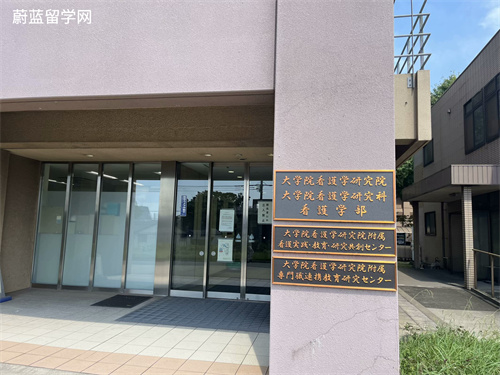 蔚蓝留学网
大学院看護学研究院
大学院看護学研究科
看護学部
大学院看護学研究院附属
看護実践・教育・研究共創センター
大学院看護学研究院附属
専門職連携教育研究センター